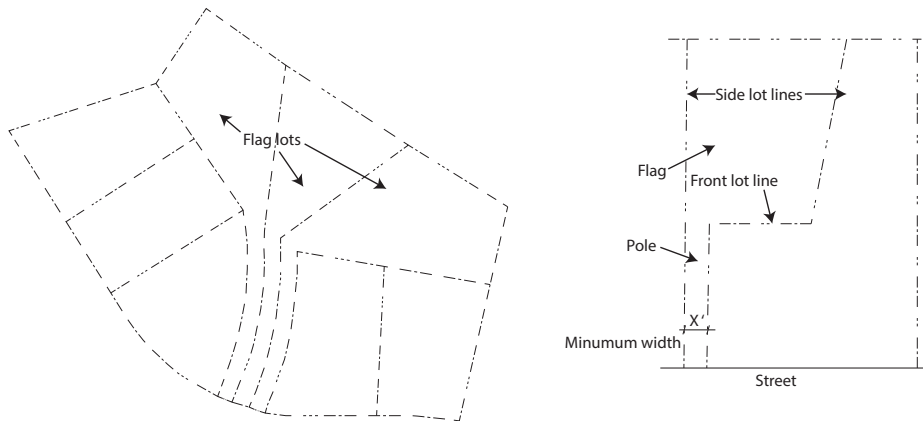 Flag lots
Side lot lines
Flag
Front lot line
Pole
X'
Minumum width
Street